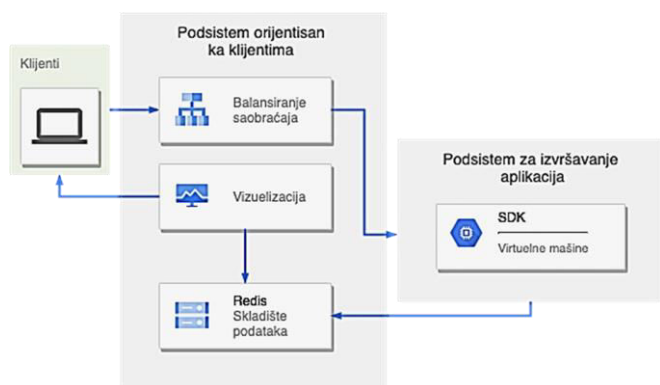 Podsistem orijentisan
ka klijentima
Klijenti
Balansiranje
saobraćaja
Vizuelizacija
Redis
Skladište
podataka
Podsistem za izvršavanje
aplikacija
SDK
Virtuelne mašine